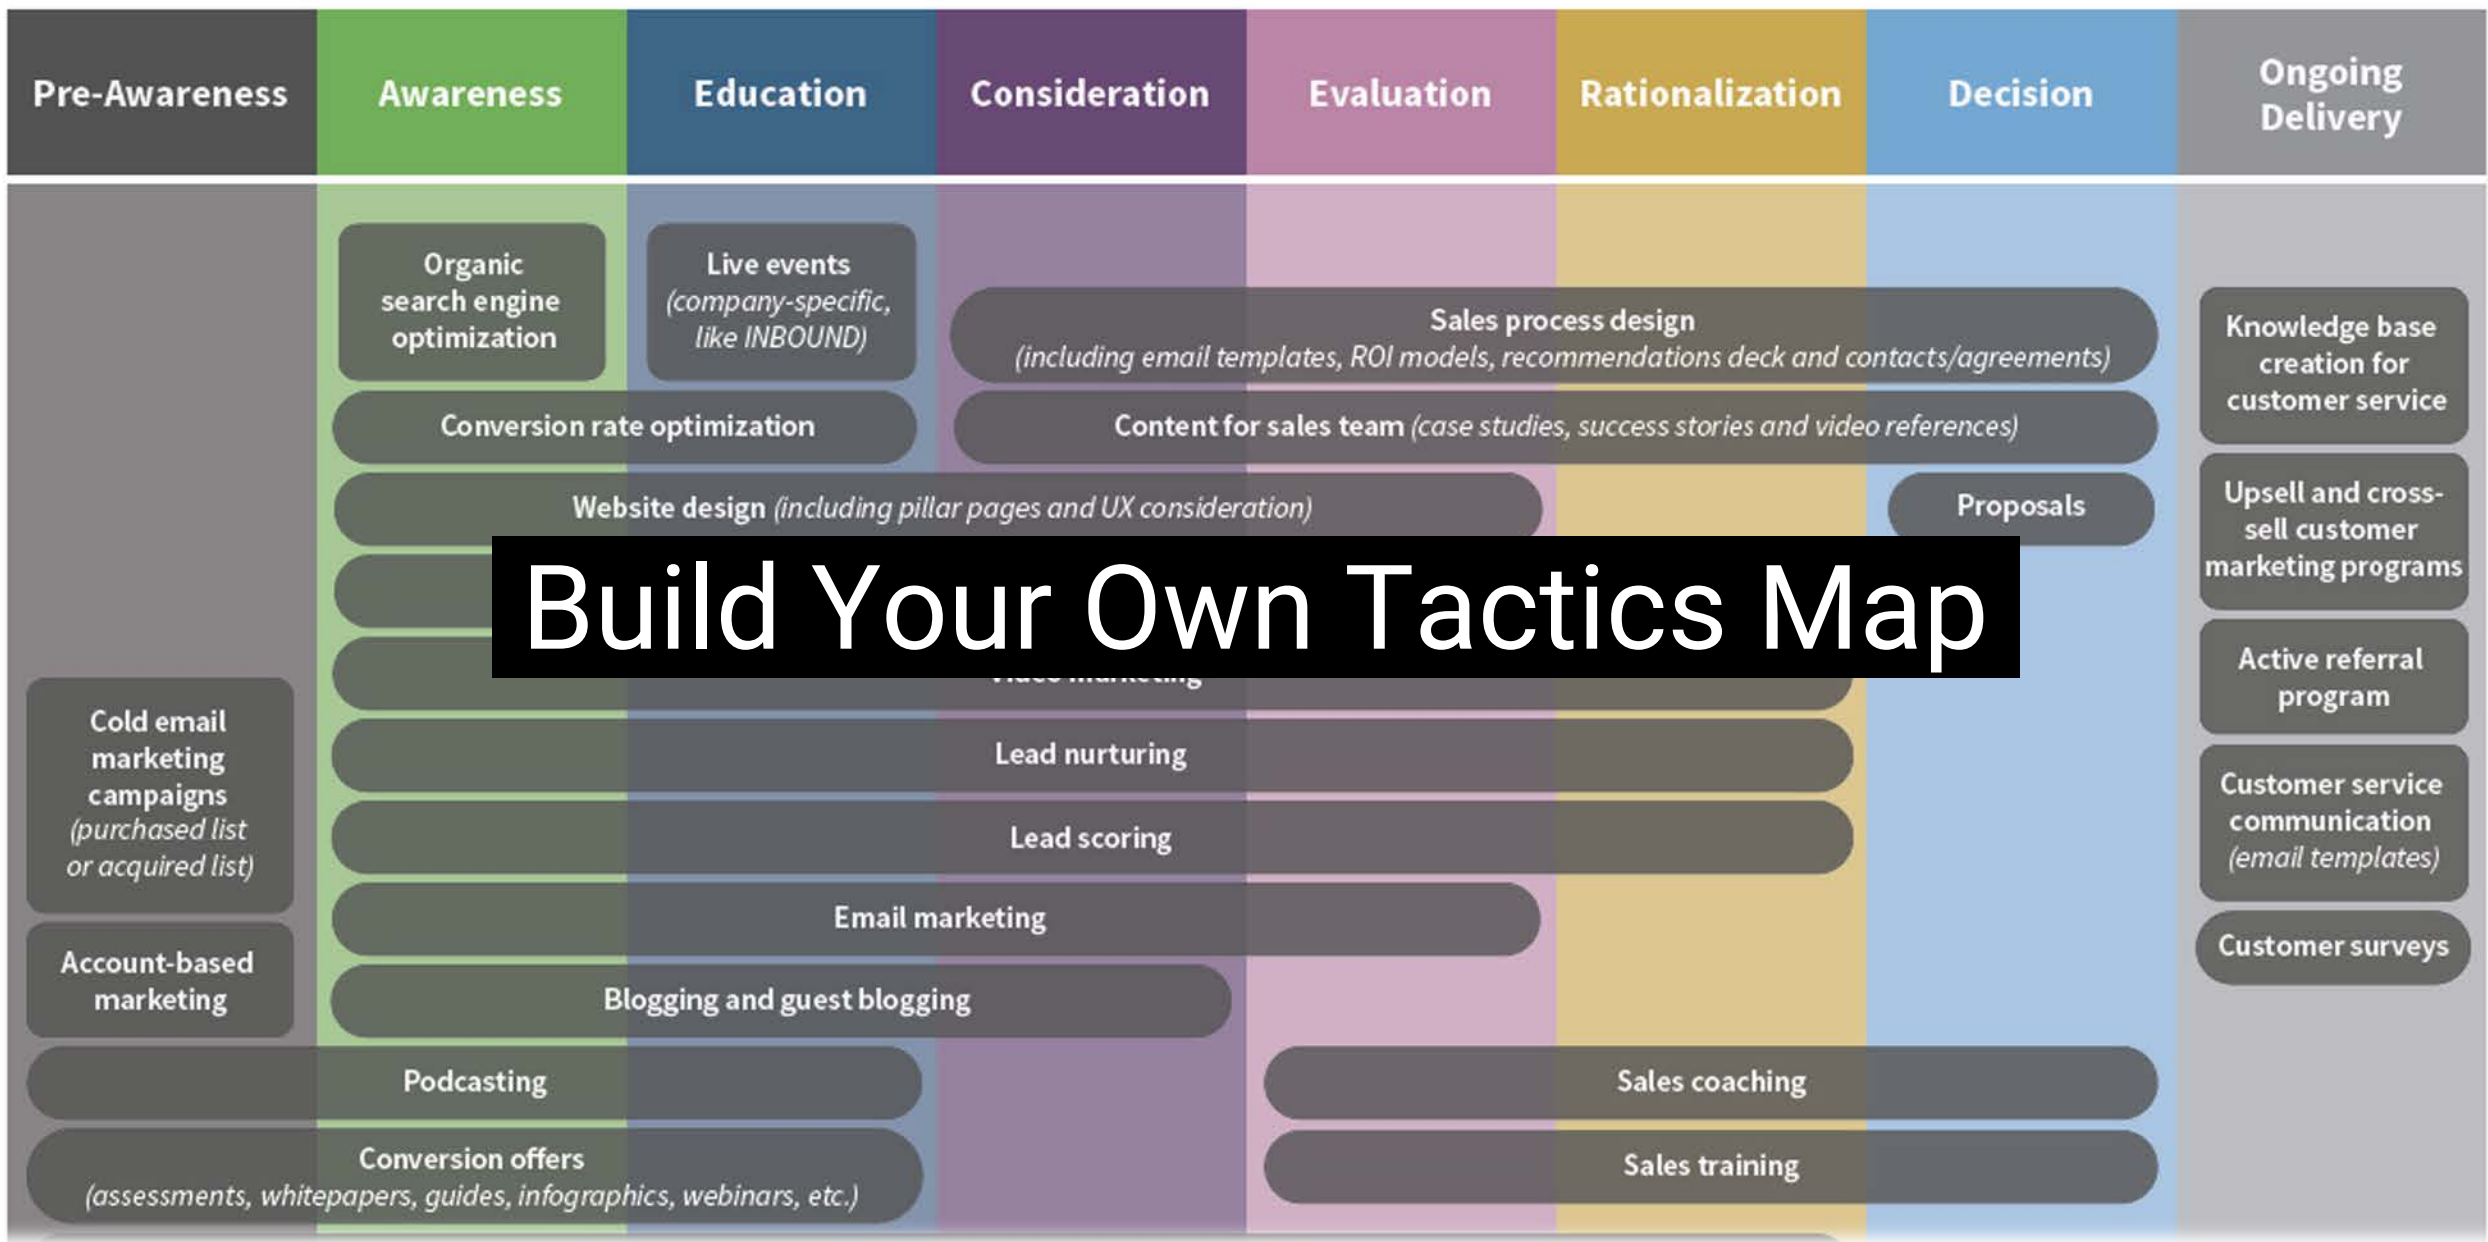 Pre-Awareness
Awareness
Education
Consideration
Evaluation
Rationalization
Decision
Ongoing
Delivery
Organic
search engine
optimization
Live events
(company-specific,
like INBOUND)
Sales process design
(including email templates, ROI models, recommendations deck and contacts/agreements)
Knowledge base
creation for
customer service
Conversion rate optimization
Content for sales team (case studies, success stories and video references)
Website design (including pillar pages and UX consideration)
Proposals
Upsell and cross-
sell customer
marketing programs
Build Your Own Tactics Map
Active referral
program
Cold email
marketing
campaigns
(purchased list
or acquired list)
Lead nurturing
Lead scoring
Customer service
communication
(email templates)
Email marketing
Customer surveys
Account-based
marketing
Blogging and guest blogging
Podcasting
Sales coaching
Conversion offers
(assessments, whitepapers, guides, infographics, webinars, etc.)
Sales training